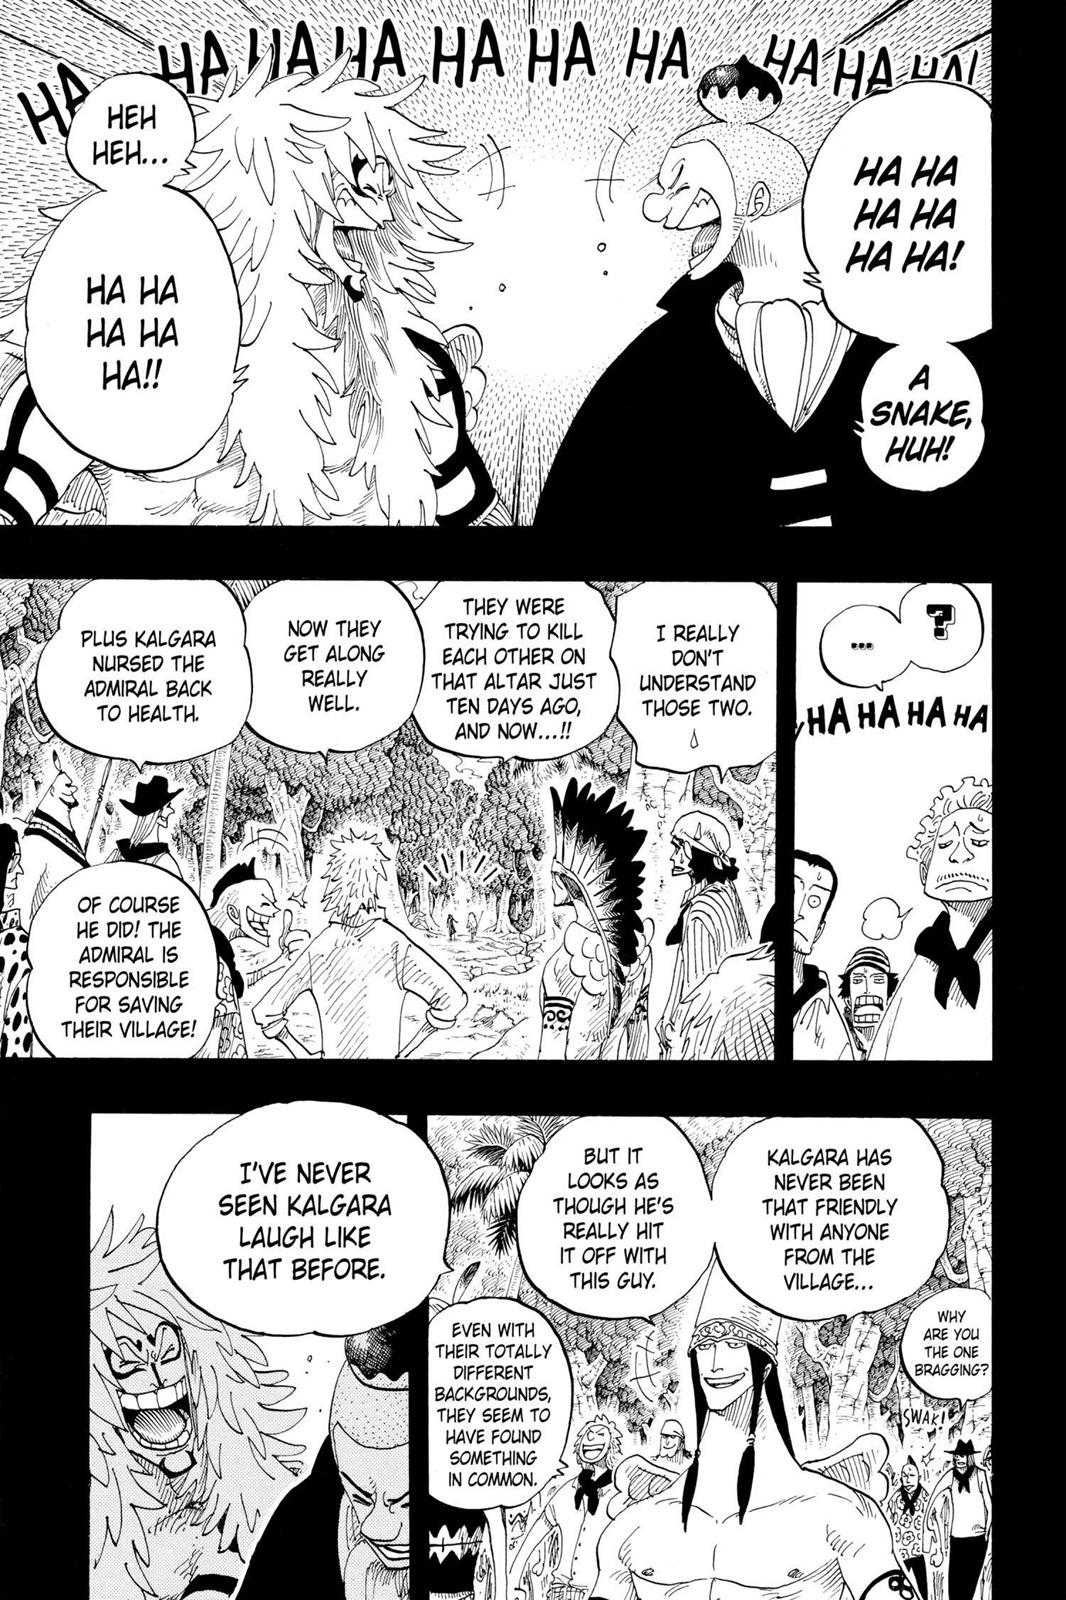 HA HA HA HA HA HA HA HA HA HA!
HA HA
HA HA
HA HA!
A
SNAKE,
HUH!
HEH
HEH...
HA HA
HA HA
HA!!
?
...
HA HA HA HA
I REALLY
DON'T
UNDERSTAND
THOSE TWO.
THEY WERE
TRYING TO KILL
EACH OTHER ON
THAT ALTAR JUST
TEN DAYS AGO,
AND NOW...!!
NOW THEY
GET ALONG
REALLY
WELL.
PLUS KALGARA
NURSED THE
ADMIRAL BACK
TO HEALTH.
OF COURSE
HE DID! THE
ADMIRAL IS
RESPONSIBLE
FOR SAVING
THEIR VILLAGE!
KALGARA HAS
NEVER BEEN
THAT FRIENDLY
WITH ANYONE
FROM THE
VILLAGE...
BUT IT
LOOKS AS
THOUGH HE'S
REALLY HIT
IT OFF WITH
THIS GUY.
WHY
ARE YOU
THE ONE
BRAGGING?
SWAK!
EVEN WITH
THEIR TOTALLY
DIFFERENT
BACKGROUNDS,
THEY SEEM TO
HAVE FOUND
SOMETHING
IN COMMON.
I'VE NEVER
SEEN KALGARA
LAUGH LIKE
THAT BEFORE.